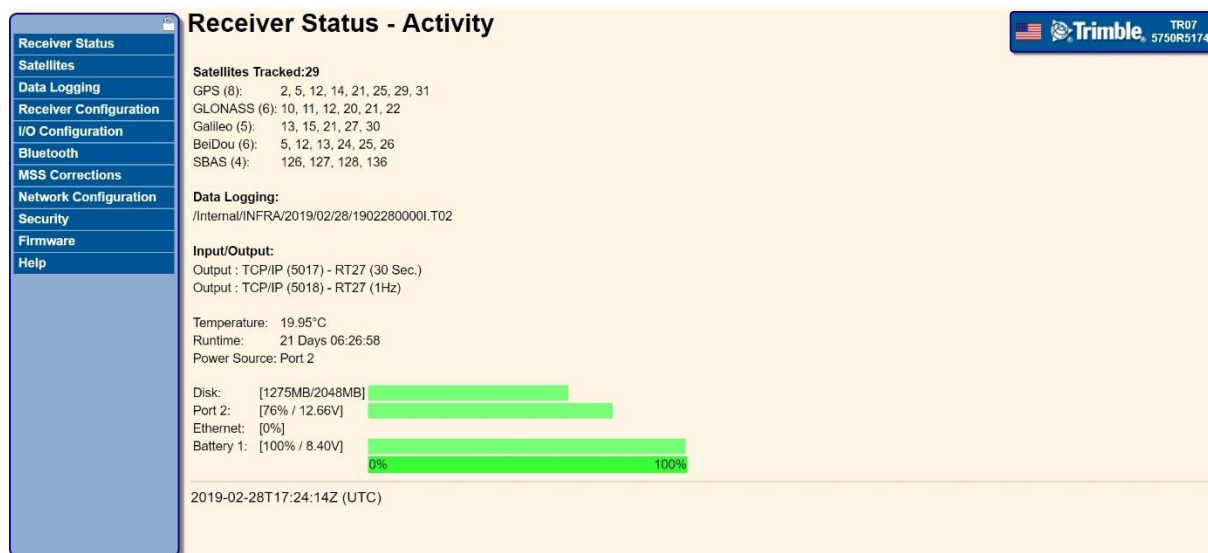 Receiver Status - Activity
Trimble.
TR07
5750R5174
Receiver Status
Satellites
Data Logging
Receiver Configuration
I/O Configuration
Bluetooth
MSS Corrections
Network Configuration
Security
Firmware
Help
Satellites Tracked:29
GPS (8): 2, 5, 12, 14, 21, 25, 29, 31
GLONASS (6): 10, 11, 12, 20, 21, 22
Galileo (5): 13, 15, 21, 27, 30
BeiDou (6): 5, 12, 13, 24, 25, 26
SBAS (4): 126, 127, 128, 136
Data Logging:
/Internal/INFRA/2019/02/28/1902280000I.T02
Input/Output:
Output : TCP/IP (5017) - RT27 (30 Sec.)
Output : TCP/IP (5018) - RT27 (1Hz)
Temperature: 19.95°C
Runtime: 21 Days 06:26:58
Power Source: Port 2
Disk: [1275MB/2048MB]
Port 2: [76% / 12.66V]
Ethernet: [0%]
Battery 1: [100% / 8.40V]
0% 100%
2019-02-28T17:24:14Z (UTC)